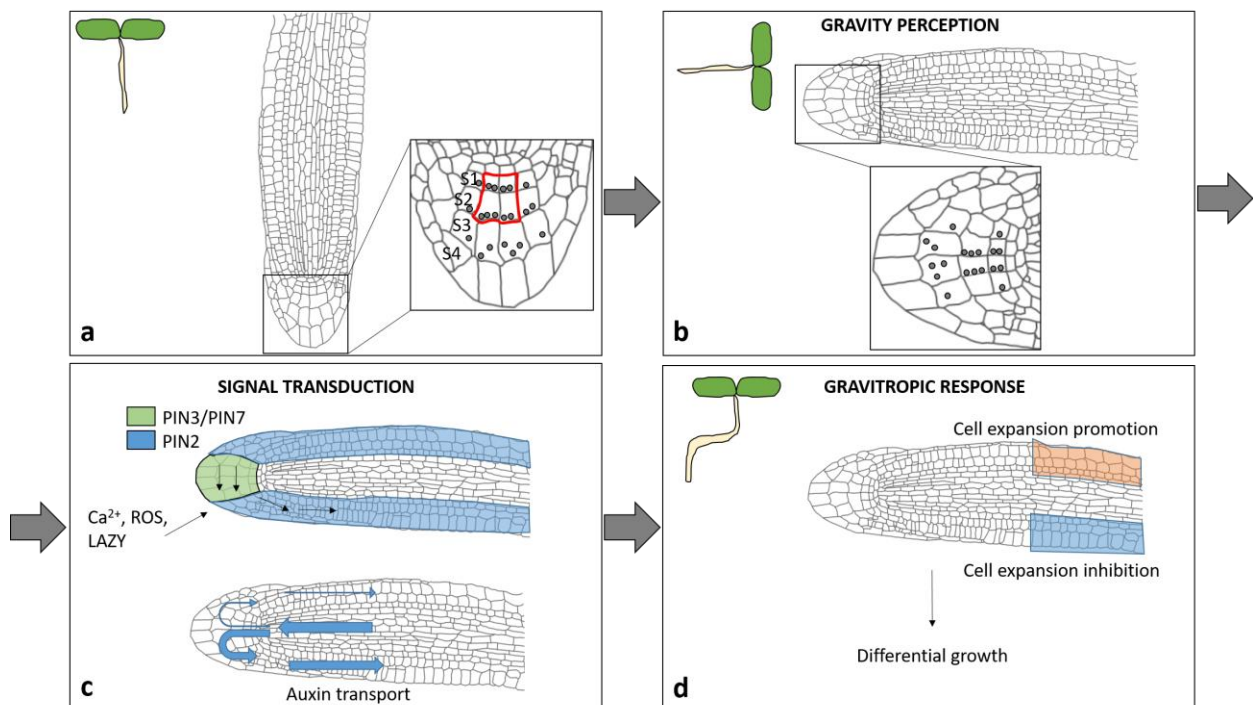 S1
S2
S3
S4
a
GRAVITY PERCEPTION
b
SIGNAL TRANSDUCTION
PIN3/PIN7
PIN2
Ca²⁺, ROS,
LAZY
Auxin transport
c
GRAVITROPIC RESPONSE
Cell expansion promotion
Cell expansion inhibition
Differential growth
d